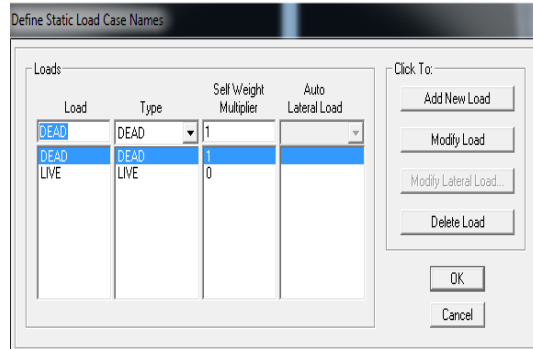 Define Static Load Case Names
Loads
Load Type Self Weight Multiplier Auto Lateral Load
DEAD DEAD 1
DEAD DEAD 1
LIVE LIVE 0
Click To:
Add New Load
Modify Load
Modify Lateral Load...
Delete Load
OK
Cancel